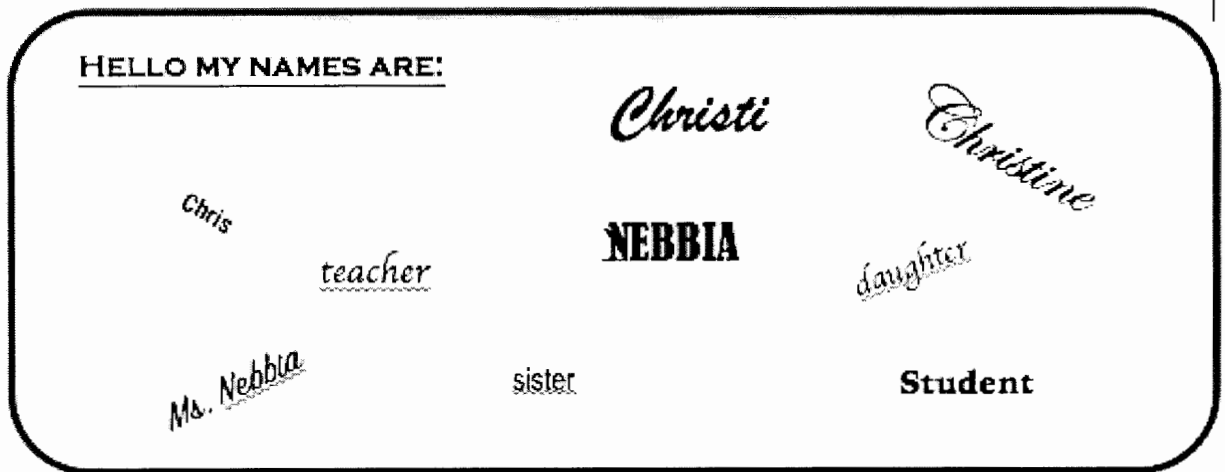 HELLO MY NAMES ARE:
Christi
Christine
Chris
teacher
NEBBIA
daughter
Ms. Nebbia
sister
Student